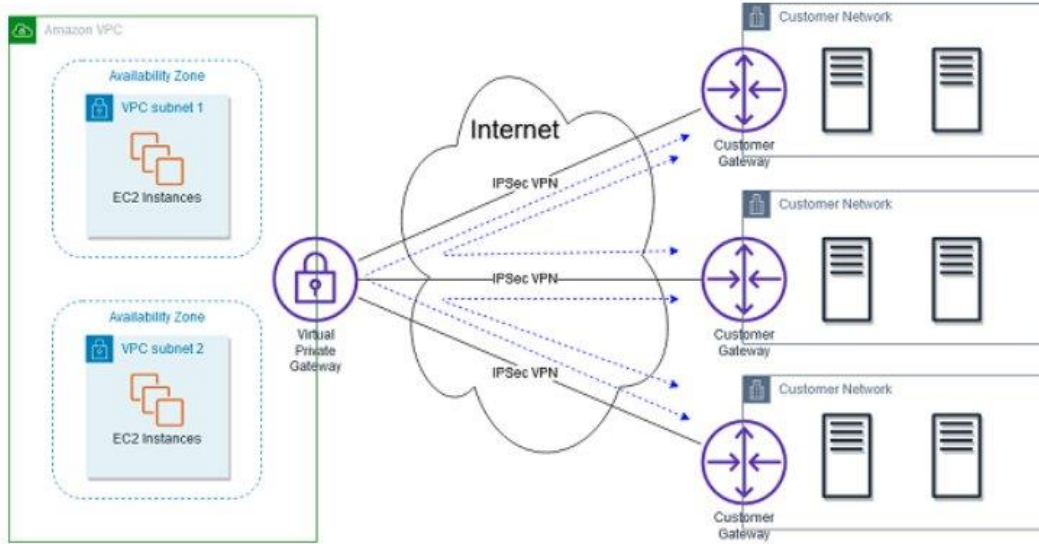 Amazon VPC
Availability Zone
VPC subnet 1
EC2 Instances
Availability Zone
VPC subnet 2
EC2 Instances
Virtual
Private
Gateway
Internet
IPSec VPN
IPSec VPN
IPSec VPN
Customer Network
Customer
Gateway
Customer Network
Customer
Gateway
Customer Network
Customer
Gateway